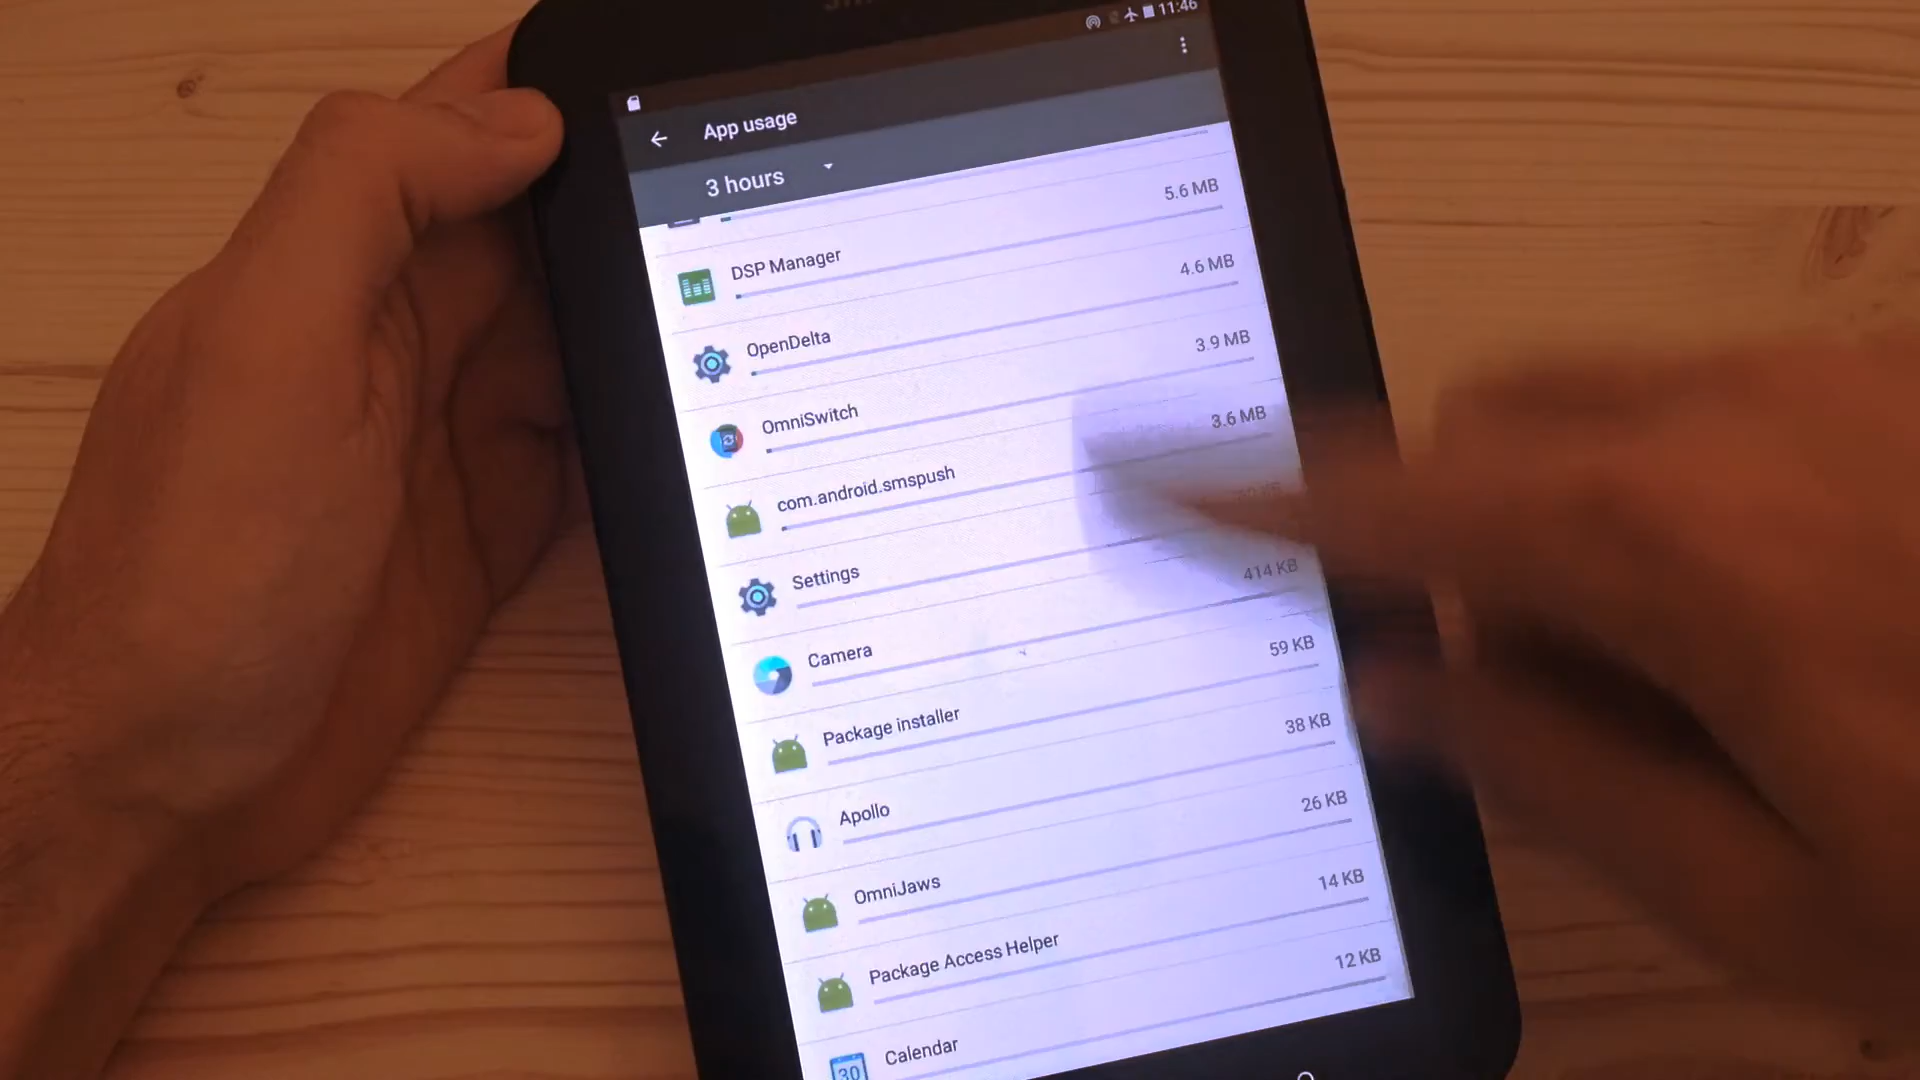 11:46
App usage
3 hours
5.6 MB
DSP Manager
4.6 MB
OpenDelta
3.9 MB
OmniSwitch
3.6 MB
com.android.smspush
Settings
414 KB
Camera
59 KB
Package installer
38 KB
Apollo
26 KB
OmniJaws
14 KB
Package Access Helper
12 KB
Calendar
30